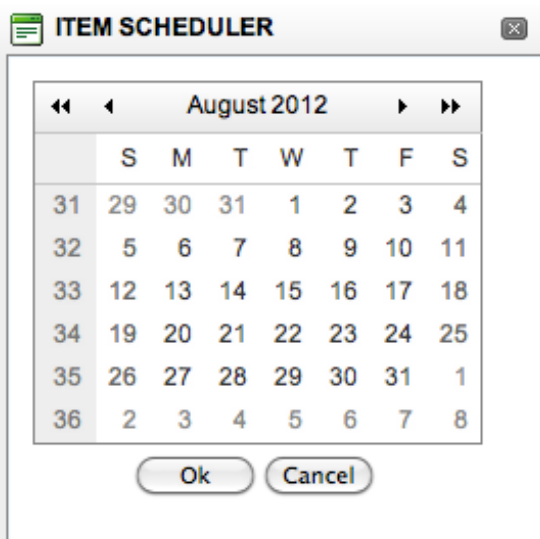 ITEM SCHEDULER
August 2012
S M T W T F S
31 29 30 31 1 2 3 4
32 5 6 7 8 9 10 11
33 12 13 14 15 16 17 18
34 19 20 21 22 23 24 25
35 26 27 28 29 30 31 1
36 2 3 4 5 6 7 8
Ok Cancel